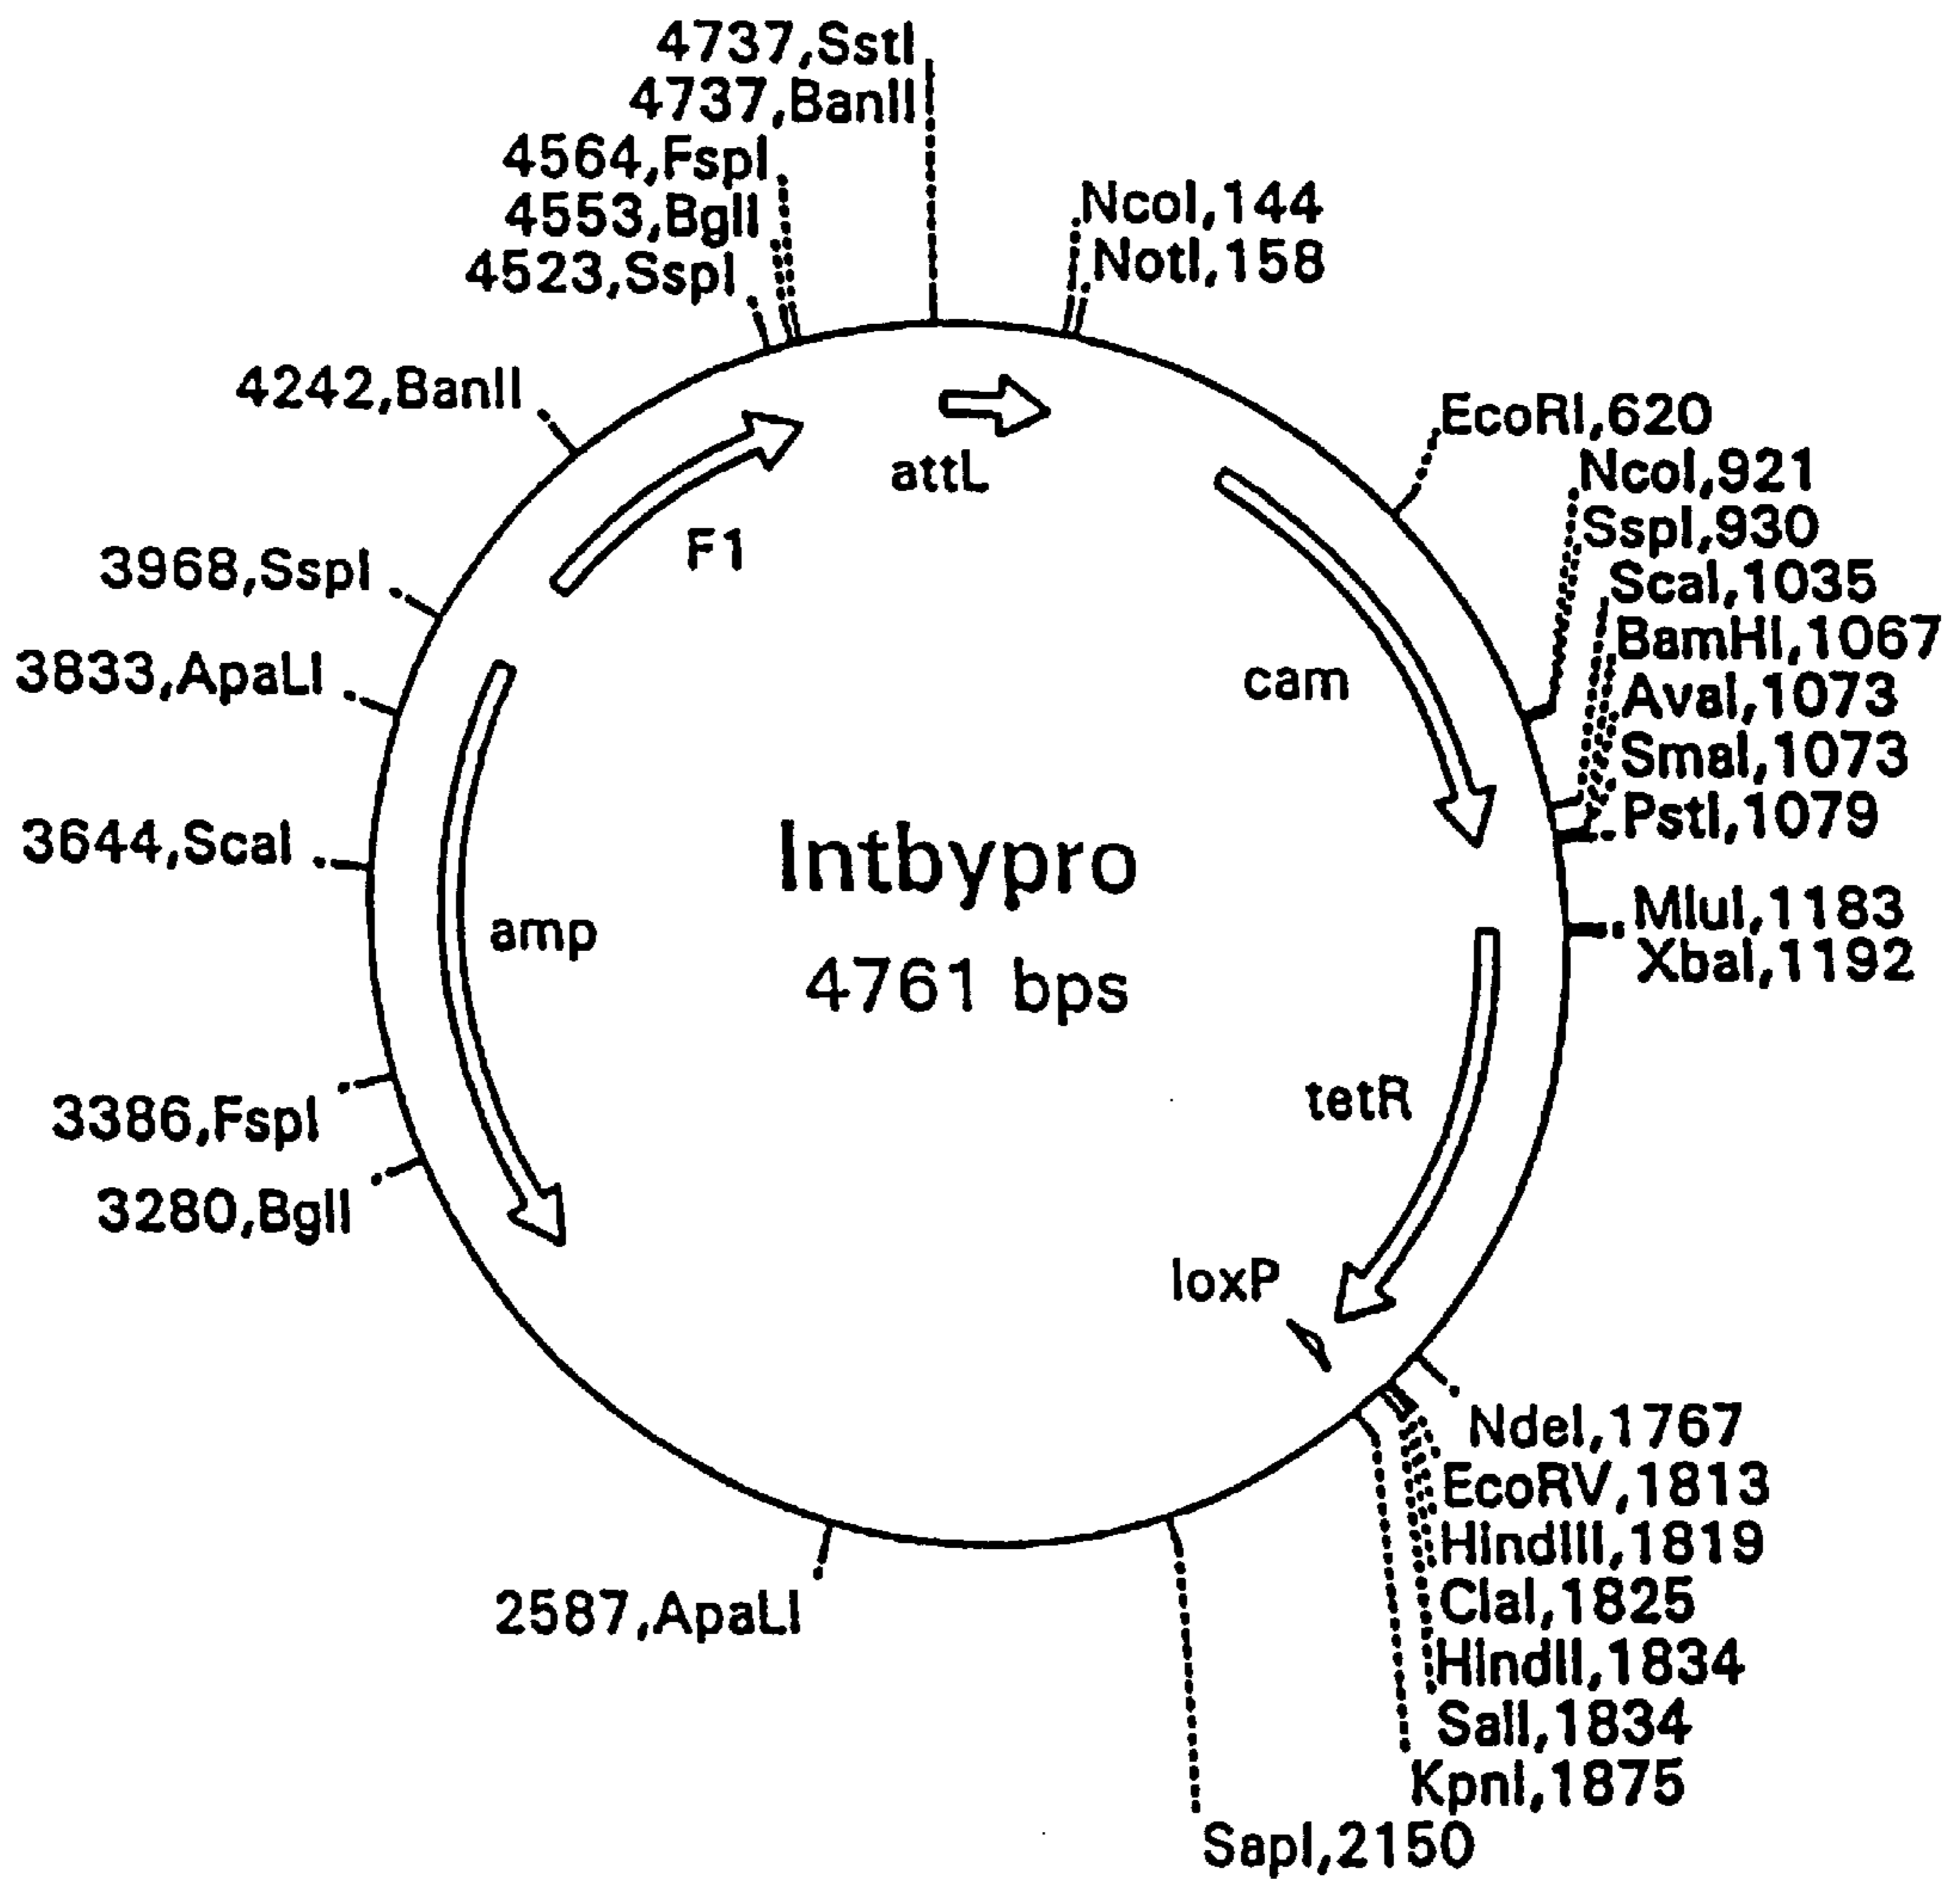 4737,SstI
4737,BanII
4564,FspI
4553,BglI
4523,SspI
NcoI,144
NotI,158
4242,BanII
EcoRI,620
NcoI,921
attL
SspI,930
F1
3968,SspI
ScaI,1035
BamHI,1067
3833,ApaLI
cam
AvaI,1073
SmaI,1073
PstI,1079
3644,ScaI
Intbypro
amp
MluI,1183
XbaI,1192
4761 bps
tetR
3386,FspI
3280,BglI
loxP
NdeI,1767
EcoRV,1813
HindIII,1819
2587,ApaLI
ClaI,1825
HindII,1834
SalI,1834
KpnI,1875
SapI,2150